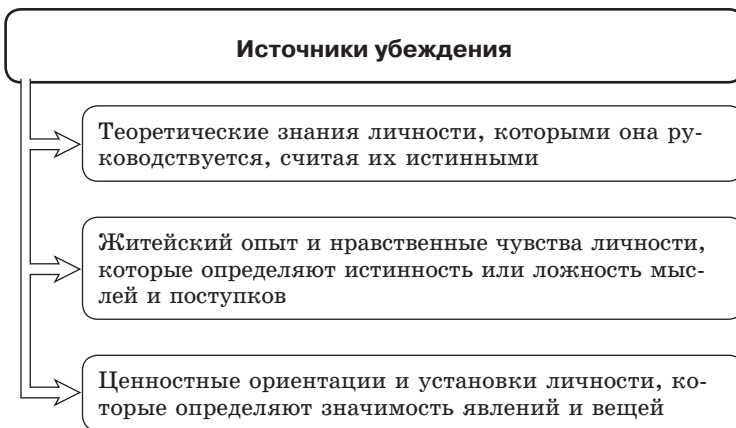 Источники убеждения
Теоретические знания личности, которыми она ру-
ководствуется, считая их истинными
Житейский опыт и нравственные чувства личности,
которые определяют истинность или ложность мыс-
лей и поступков
Ценностные ориентации и установки личности, ко-
торые определяют значимость явлений и вещей